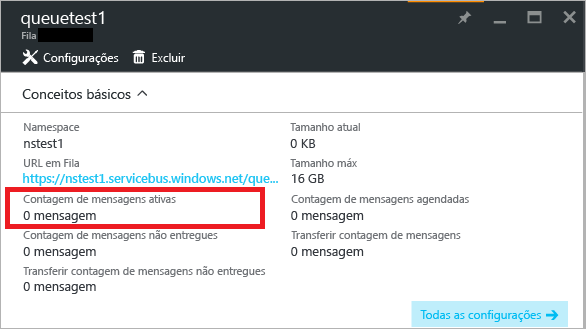 queuetest1
Fila
Configurações Excluir
Conceitos básicos
Namespace
nstest1
URL em Fila
https://nstest1.servicebus.windows.net/que...
Contagem de mensagens ativas
0 mensagem
Contagem de mensagens não entregues
0 mensagem
Transferir contagem de mensagens não entregues
0 mensagem
Tamanho atual
0 KB
Tamanho máx
16 GB
Contagem de mensagens agendadas
0 mensagem
Transferir contagem de mensagens
0 mensagem
Todas as configurações